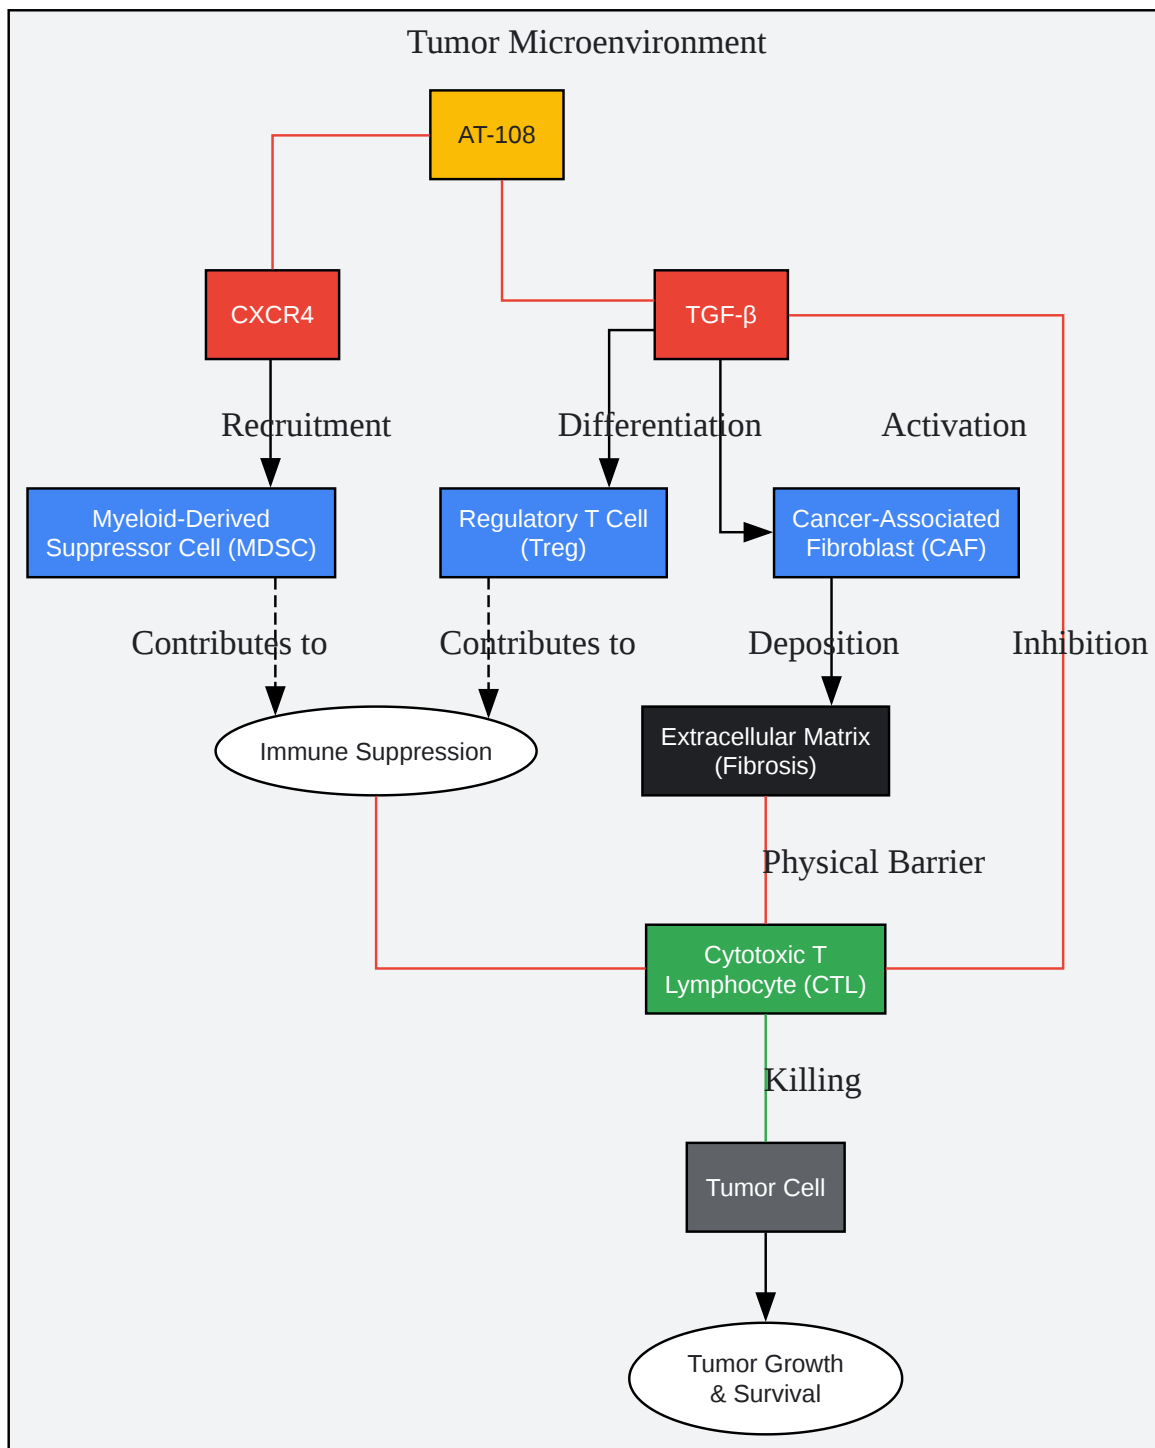 Tumor Microenvironment
AT-108
CXCR4
TGF-β
Recruitment
Differentiation
Activation
Myeloid-Derived
Suppressor Cell (MDSC)
Regulatory T Cell
(Treg)
Cancer-Associated
Fibroblast (CAF)
Contributes to
Contributes to
Deposition
Inhibition
Immune Suppression
Extracellular Matrix
(Fibrosis)
Physical Barrier
Cytotoxic T
Lymphocyte (CTL)
Killing
Tumor Cell
Tumor Growth
& Survival